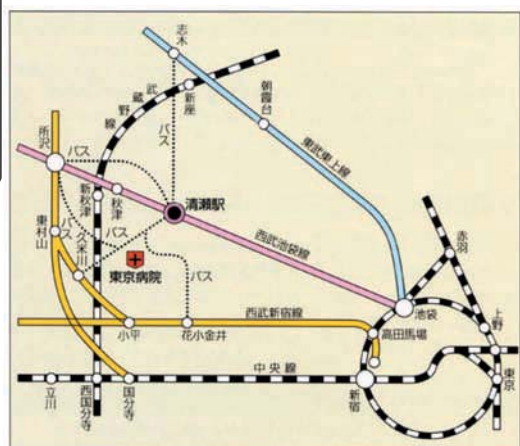 志木
武蔵野線
新座
朝霞台
バス
東武東上線
所沢
バス
新秋津
秋津
清瀬駅
西武池袋線
赤羽
東村山
バス
久米川
バス
東京病院
バス
池袋
上野
西武新宿線
小平
花小金井
高田馬場
中央線
立川
西国分寺
国分寺
新宿
東京